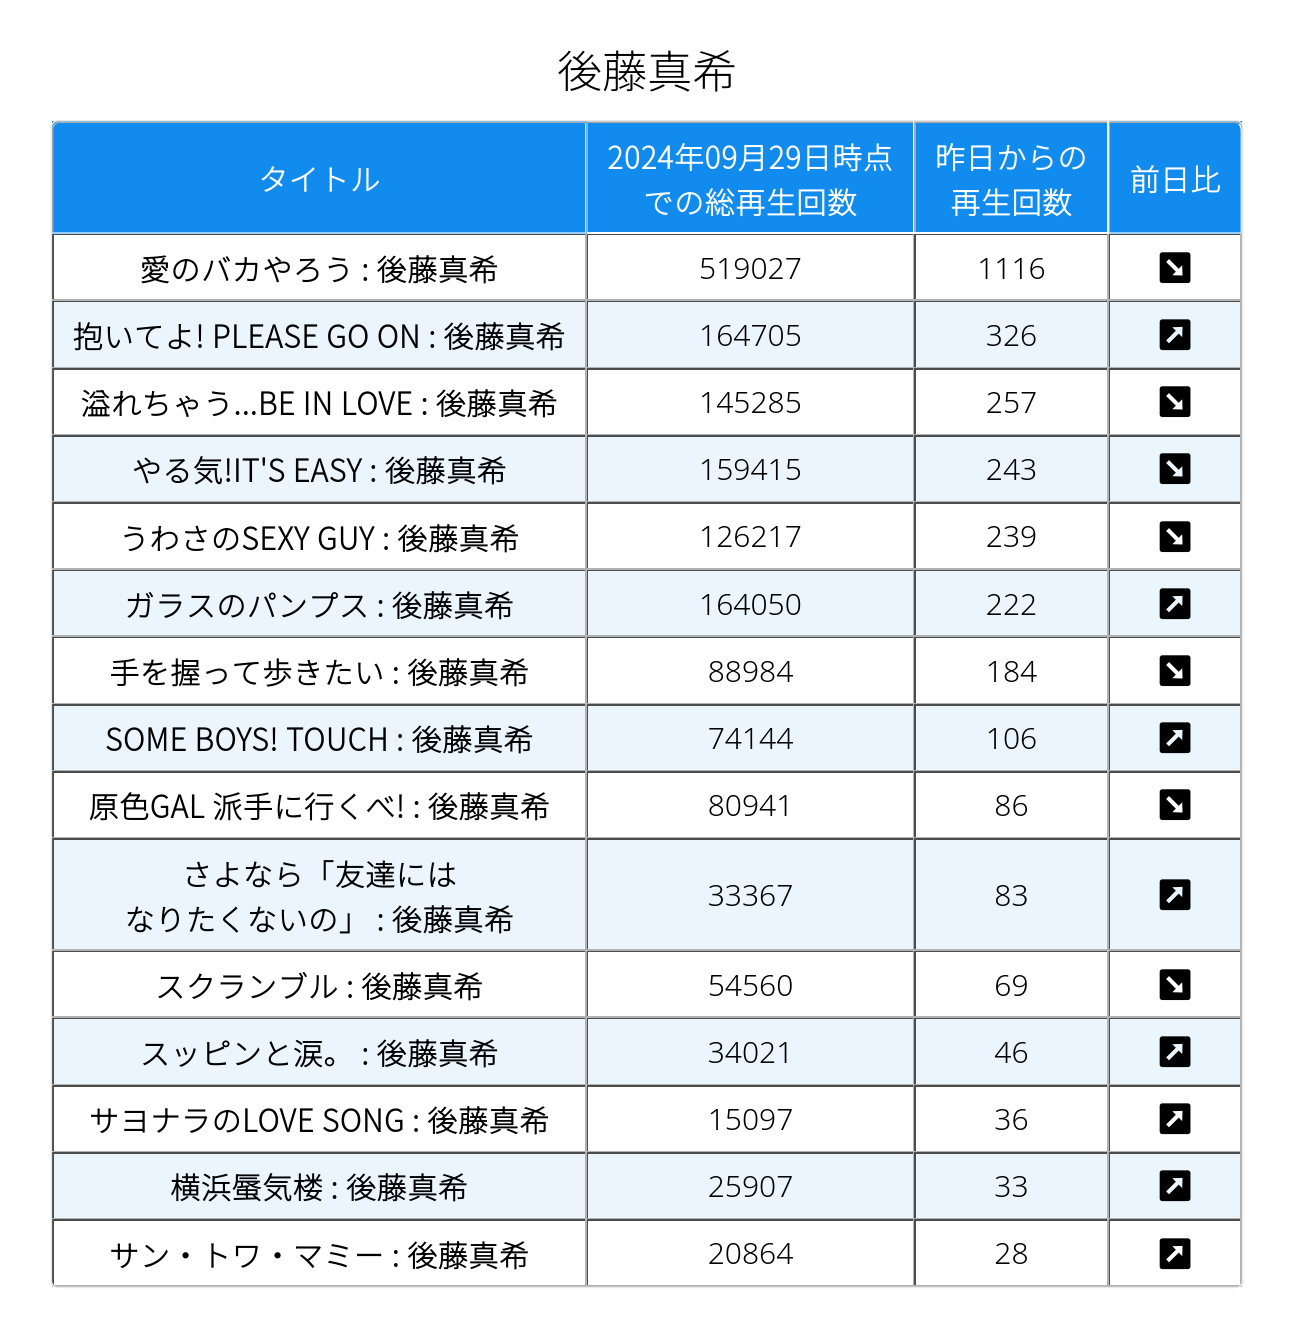 後藤真希
タイトル
2024年09月29日時点
での総再生回数
昨日からの
再生回数
前日比
愛のバカやろう : 後藤真希 519027 1116 ↘
抱いてよ! PLEASE GO ON : 後藤真希 164705 326 ↗
溢れちゃう...BE IN LOVE : 後藤真希 145285 257 ↘
やる気!IT'S EASY : 後藤真希 159415 243 ↘
うわさのSEXY GUY : 後藤真希 126217 239 ↘
ガラスのパンプス : 後藤真希 164050 222 ↗
手を握って歩きたい : 後藤真希 88984 184 ↘
SOME BOYS! TOUCH : 後藤真希 74144 106 ↗
原色GAL 派手に行くべ! : 後藤真希 80941 86 ↘
さよなら「友達には
なりたくないの」 : 後藤真希 33367 83 ↗
スクランブル : 後藤真希 54560 69 ↘
スッピンと涙。 : 後藤真希 34021 46 ↗
サヨナラのLOVE SONG : 後藤真希 15097 36 ↗
横浜蜃気楼 : 後藤真希 25907 33 ↗
サン・トワ・マミー : 後藤真希 20864 28 ↗